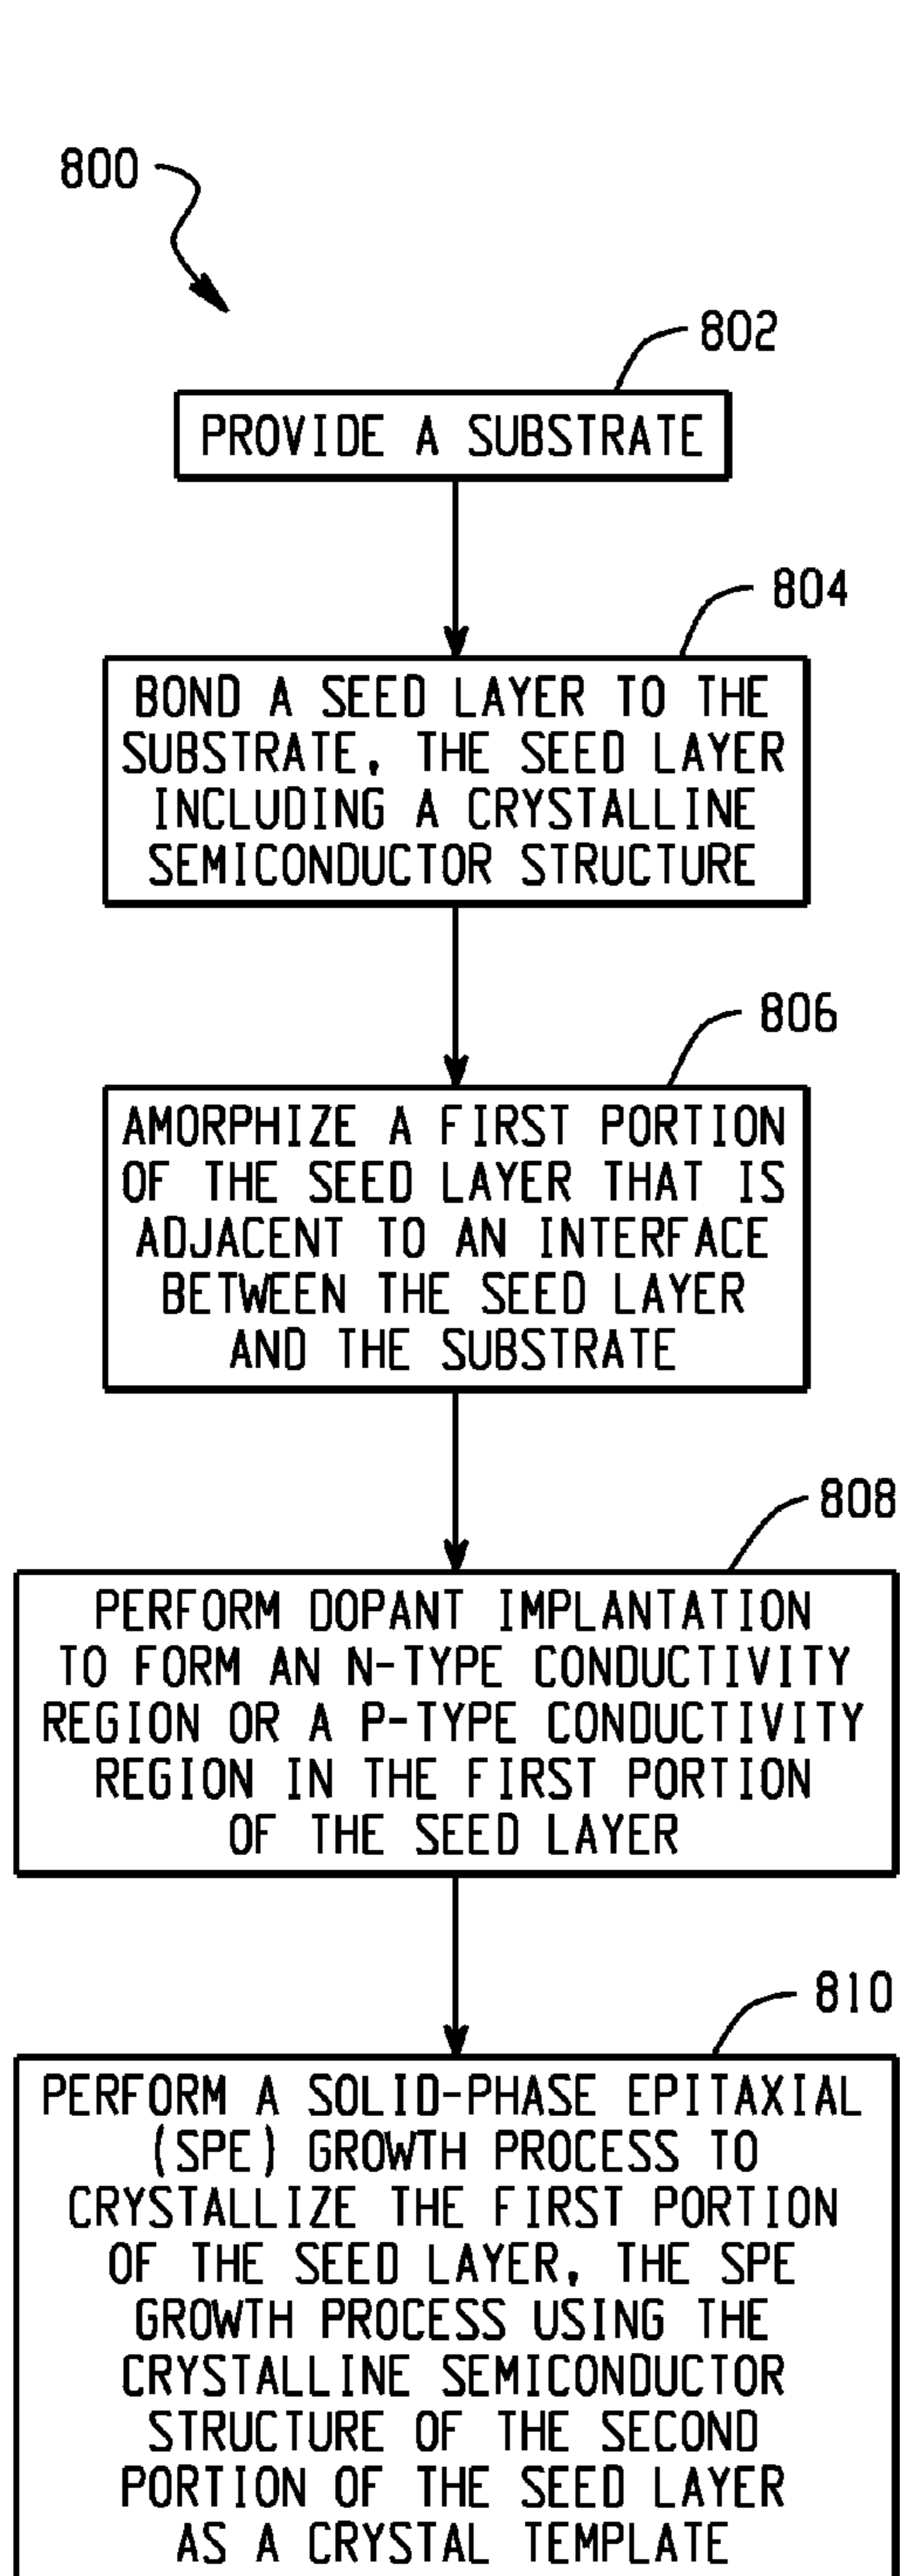 800
802
PROVIDE A SUBSTRATE
804
BOND A SEED LAYER TO THE
SUBSTRATE, THE SEED LAYER
INCLUDING A CRYSTALLINE
SEMICONDUCTOR STRUCTURE
806
AMORPHIZE A FIRST PORTION
OF THE SEED LAYER THAT IS
ADJACENT TO AN INTERFACE
BETWEEN THE SEED LAYER
AND THE SUBSTRATE
808
PERFORM DOPANT IMPLANTATION
TO FORM AN N-TYPE CONDUCTIVITY
REGION OR A P-TYPE CONDUCTIVITY
REGION IN THE FIRST PORTION
OF THE SEED LAYER
810
PERFORM A SOLID-PHASE EPITAXIAL
(SPE) GROWTH PROCESS TO
CRYSTALLIZE THE FIRST PORTION
OF THE SEED LAYER, THE SPE
GROWTH PROCESS USING THE
CRYSTALLINE SEMICONDUCTOR
STRUCTURE OF THE SECOND
PORTION OF THE SEED LAYER
AS A CRYSTAL TEMPLATE